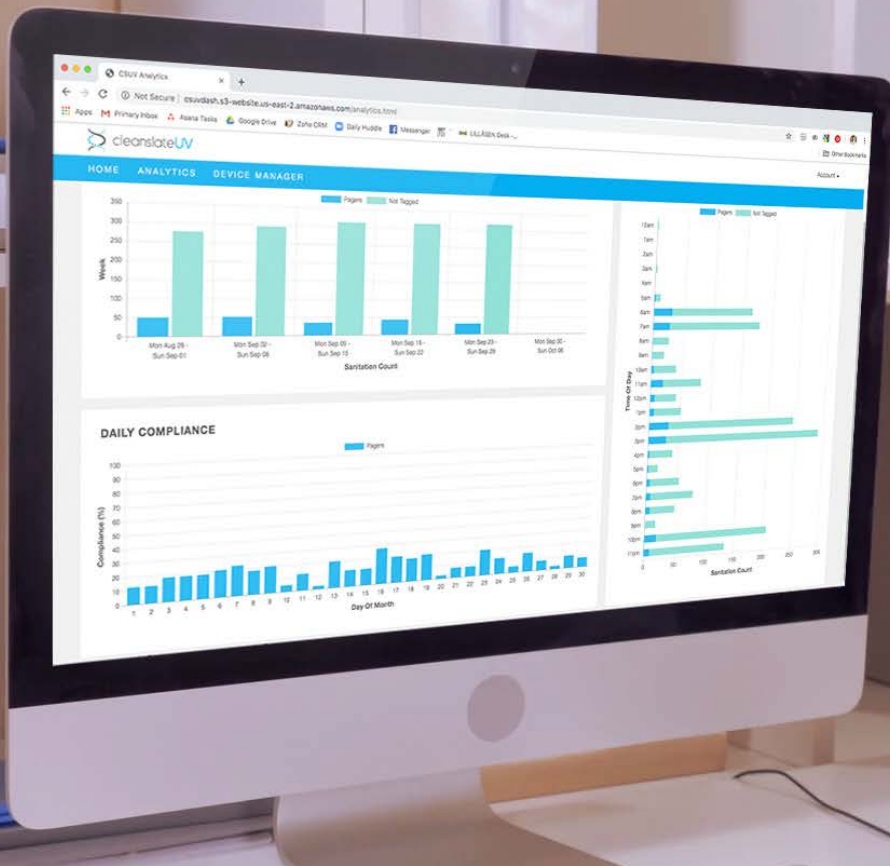 CSUV Analytics
Not Secure | csuvdash.s3-website.us-east-2.amazonaws.com/analytics.html
Apps Primary Inbox Asana Tasks Google Drive Zoho CRM Daily Huddle Messenger LILLÅSEN Desk -...
Other Bookmarks
cleanslateUV
Account
HOME ANALYTICS DEVICE MANAGER
Pagers Not Tagged
350
300
250
200
150
100
50
0
Week
Mon Aug 26 - Mon Sep 02 - Mon Sep 09 - Mon Sep 16 - Mon Sep 23 - Mon Sep 30 -
Sun Sep 01 Sun Sep 08 Sun Sep 15 Sun Sep 22 Sun Sep 29 Sun Oct 06
Sanitation Count
DAILY COMPLIANCE
Pagers
100
90
80
70
60
50
40
30
20
10
0
Compliance (%)
1 2 3 4 5 6 7 8 9 10 11 12 13 14 15 16 17 18 19 20 21 22 23 24 25 26 27 28 29 30
Day Of Month
Pagers Not Tagged
12am
1am
2am
3am
4am
5am
6am
7am
8am
9am
10am
11am
12pm
1pm
2pm
3pm
4pm
5pm
6pm
7pm
8pm
9pm
10pm
11pm
Time Of Day
0 50 100 150 200 250 300
Sanitation Count